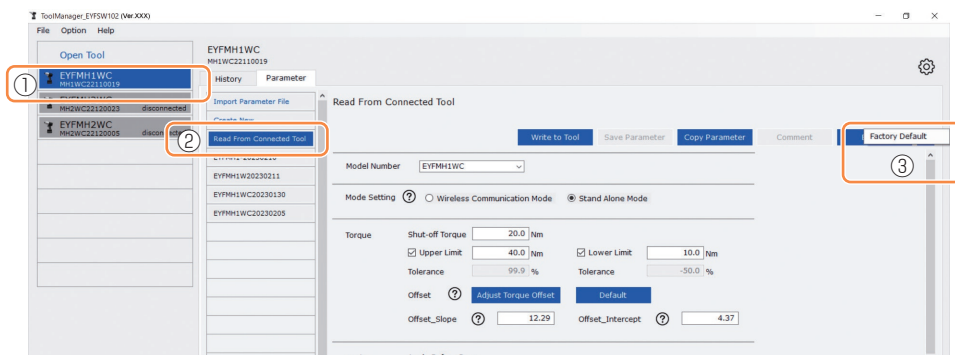 ToolManager_EYFSW102 (Ver.XXX)
File Option Help
Open Tool
①
EYFMH1WC
MH1WC22110019
MH2WC22120023 disconnected
EYFMH2WC
MH2WC22120005
EYFMH1WC
MH1WC22110019
History Parameter
Import Parameter File
Create New
②
Read From Connected Tool
EYFMH1W20230211
EYFMH1WC20230130
EYFMH1WC20230205
Read From Connected Tool
Write to Tool Save Parameter Copy Parameter Comment
Factory Default
③
Model Number EYFMH1WC
Mode Setting ? Wireless Communication Mode Stand Alone Mode
Torque Shut-off Torque 20.0 Nm
Upper Limit 40.0 Nm Lower Limit 10.0 Nm
Tolerance 99.9 % Tolerance -50.0 %
Offset ? Adjust Torque Offset Default
Offset_Slope ? 12.29 Offset_Intercept ? 4.37